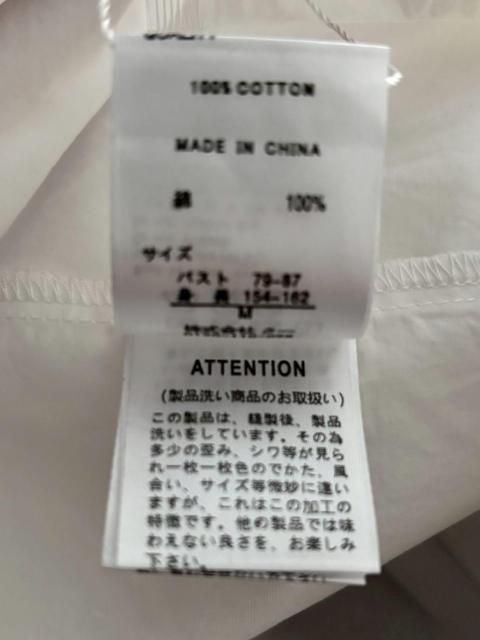 100% COTTON
MADE IN CHINA
綿 100%
サイズ
バスト 79-87
身長 154-162
M
ATTENTION
(製品洗い商品のお取扱い)
この製品は、縫製後、製品
洗いをしています。その為
多少の歪み、シワ等が見ら
れ一枚一枚色のでかた、風
合い、サイズ等微妙に違い
ますが、これはこの加工の
特徴です。他の製品では味
わえない良さを、お楽しみ
下さい。